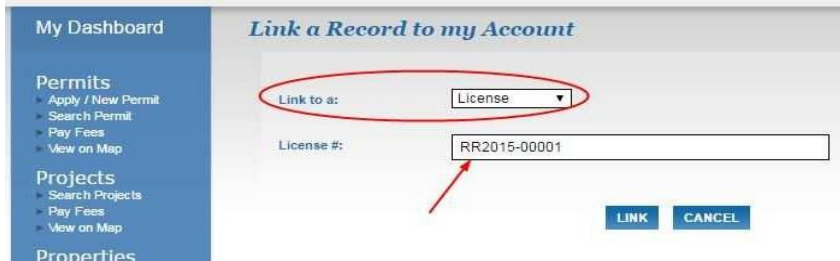 My Dashboard
Permits
Apply / New Permit
Search Permit
Pay Fees
View on Map
Projects
Search Projects
Pay Fees
View on Map
Properties
Link a Record to my Account
Link to a: License
License #: RR2015-00001
LINK CANCEL